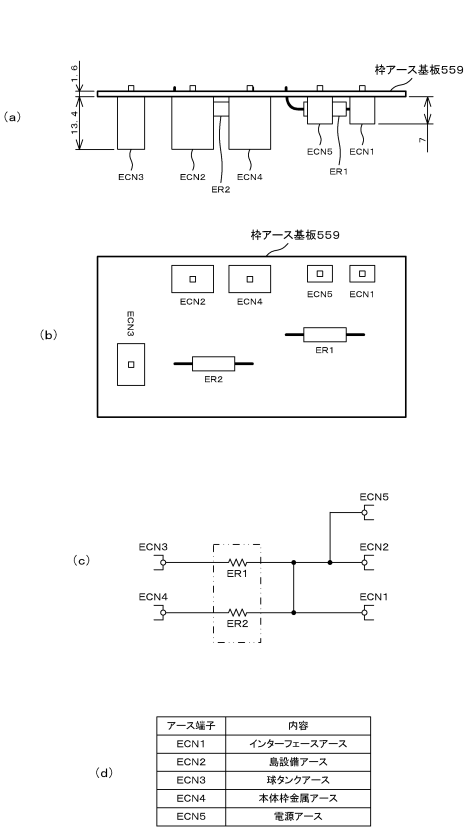 枠アース基板559
1.6
(a)
13.4
7
ECN3
ECN2
ER2
ECN4
ECN5
ER1
ECN1
枠アース基板559
(b)
ECN2
ECN4
ECN5
ECN1
ECN3
ER1
ER2
(c)
ECN5
ECN3
ER1
ECN2
ECN4
ER2
ECN1
(d)
アース端子 内容
ECN1 インターフェースアース
ECN2 島設備アース
ECN3 球タンクアース
ECN4 本体枠金属アース
ECN5 電源アース